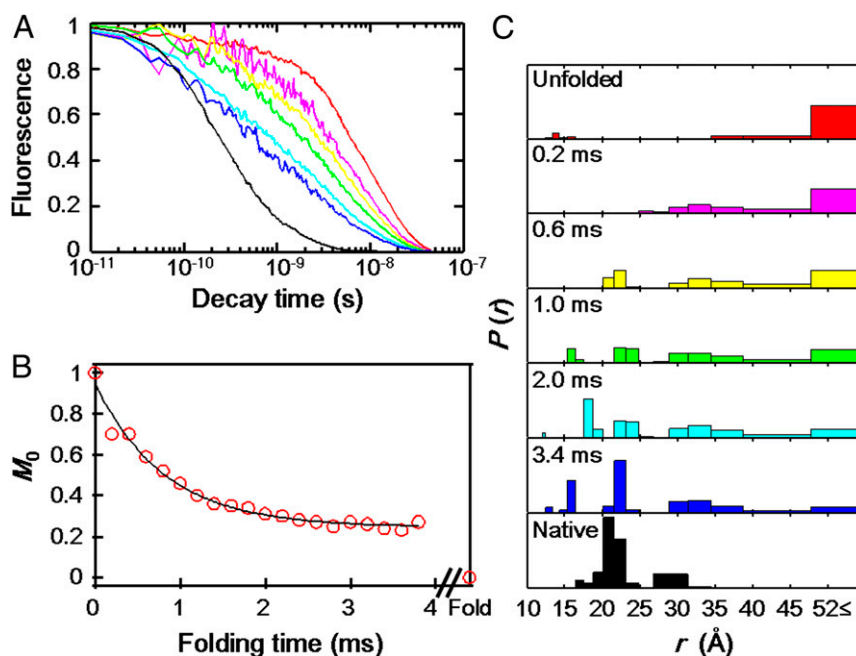 A
1
0.8
0.6
0.4
0.2
0
Fluorescence
10⁻¹¹ 10⁻¹⁰ 10⁻⁹ 10⁻⁸ 10⁻⁷
Decay time (s)
B
1
0.8
0.6
0.4
0.2
0
M₀
0 1 2 3 4 Fold
Folding time (ms)
C
Unfolded
0.2 ms
0.6 ms
1.0 ms
2.0 ms
3.4 ms
Native
P (r)
10 15 20 25 30 35 40 45 52≤
r (Å)